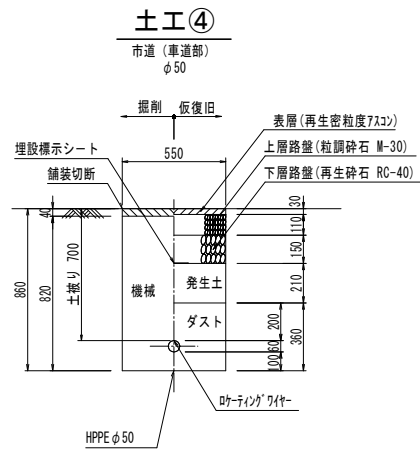 土工④
市道（車道部）
φ50
掘削 仮復旧
表層(再生密粒度アスコン)
埋設標示シート
550
上層路盤(粒調砕石 M-30)
舗装切断
下層路盤(再生砕石 RC-40)
40
30
110
150
土被り 700
860
820
機械
発生土
210
ダスト
200
360
60
100
ロケーティングワイヤー
HPPEφ50